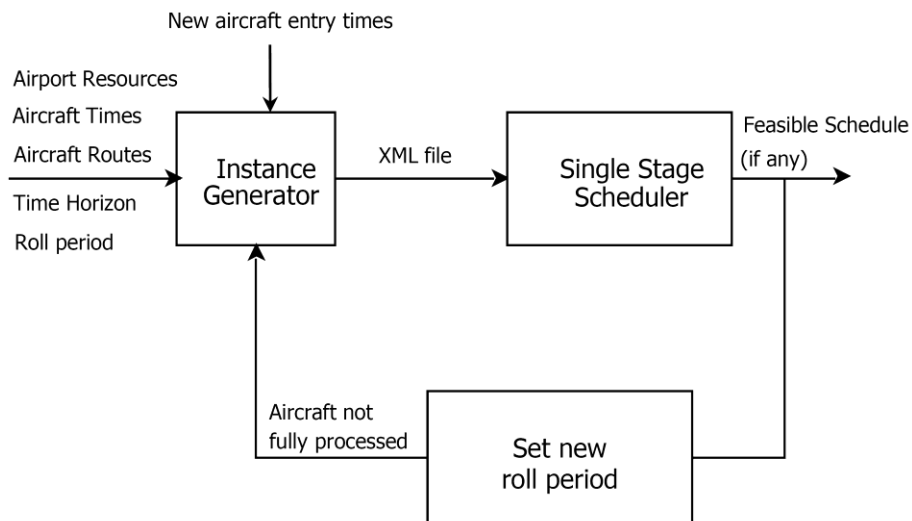 New aircraft entry times
Airport Resources
Aircraft Times
Aircraft Routes
Time Horizon
Roll period
Instance
Generator
XML file
Single Stage
Scheduler
Feasible Schedule
(if any)
Aircraft not
fully processed
Set new
roll period